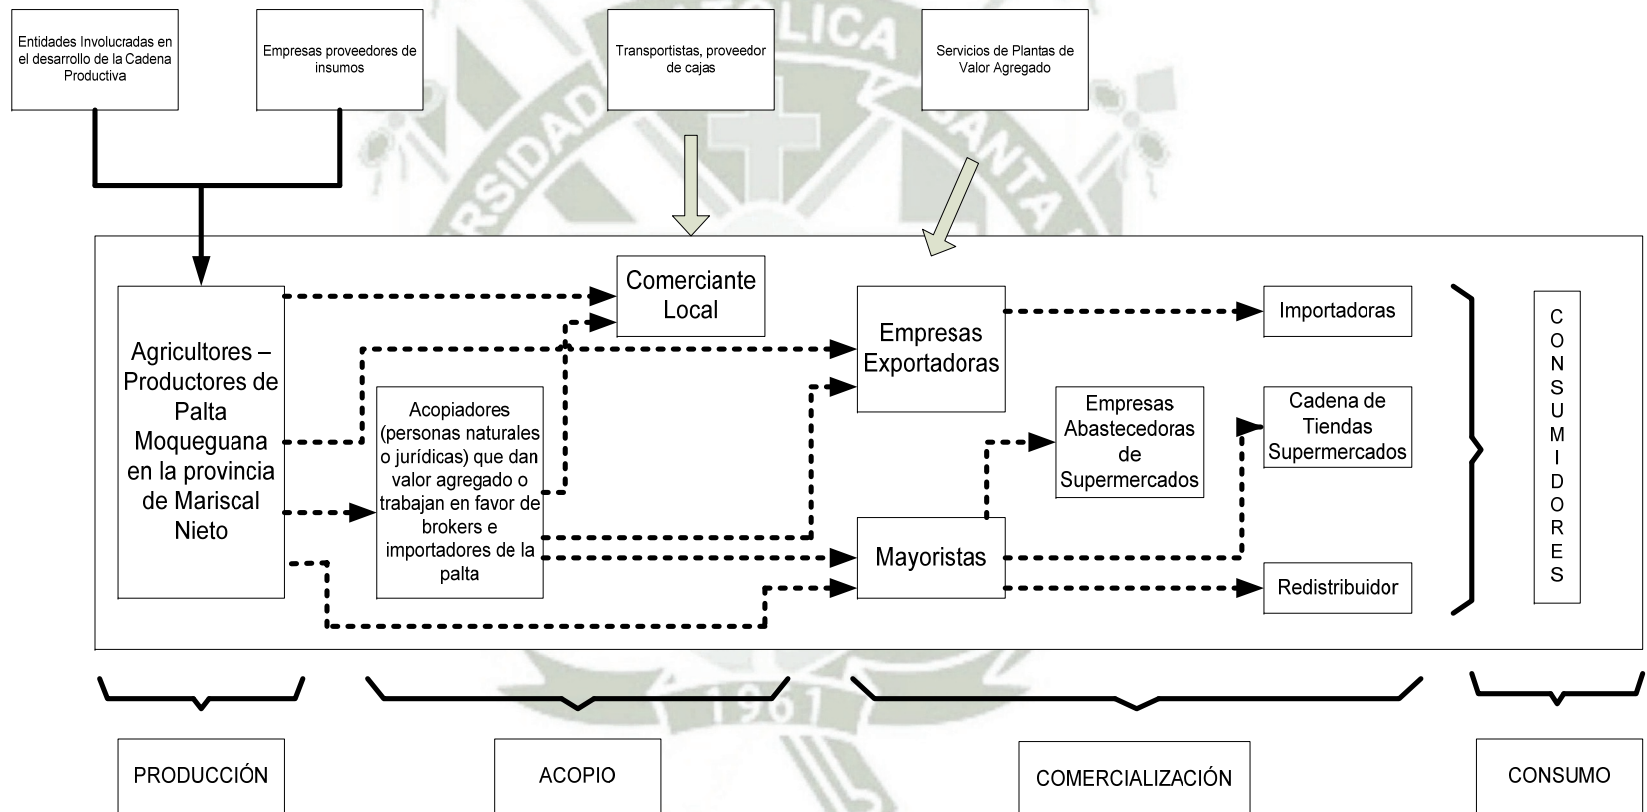 Entidades Involucradas en
el desarrollo de la Cadena
Productiva
Empresas proveedores de
insumos
Transportistas, proveedor
de cajas
Servicios de Plantas de
Valor Agregado
Agricultores –
Productores de
Palta
Moqueguana
en la provincia
de Mariscal
Nieto
Acopiadores
(personas naturales
o jurídicas) que dan
valor agregado o
trabajan en favor de
brokers e
importadores de la
palta
Comerciante
Local
Empresas
Exportadoras
Mayoristas
Empresas
Abastecedoras
de
Supermercados
Importadoras
Cadena de
Tiendas
Supermercados
Redistribuidor
C
O
N
S
U
M
I
D
O
R
E
S
PRODUCCIÓN
ACOPIO
COMERCIALIZACIÓN
CONSUMO
1961